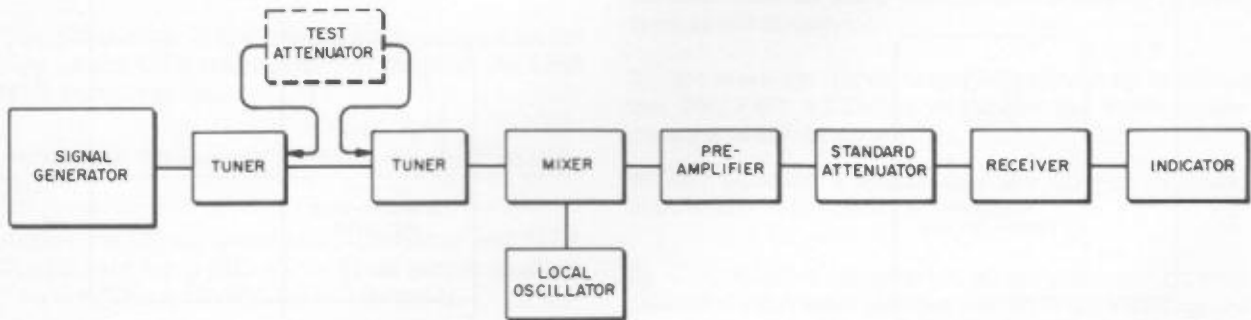 TEST
ATTENUATOR
SIGNAL
GENERATOR
TUNER
TUNER
MIXER
PRE-
AMPLIFIER
STANDARD
ATTENUATOR
RECEIVER
INDICATOR
LOCAL
OSCILLATOR